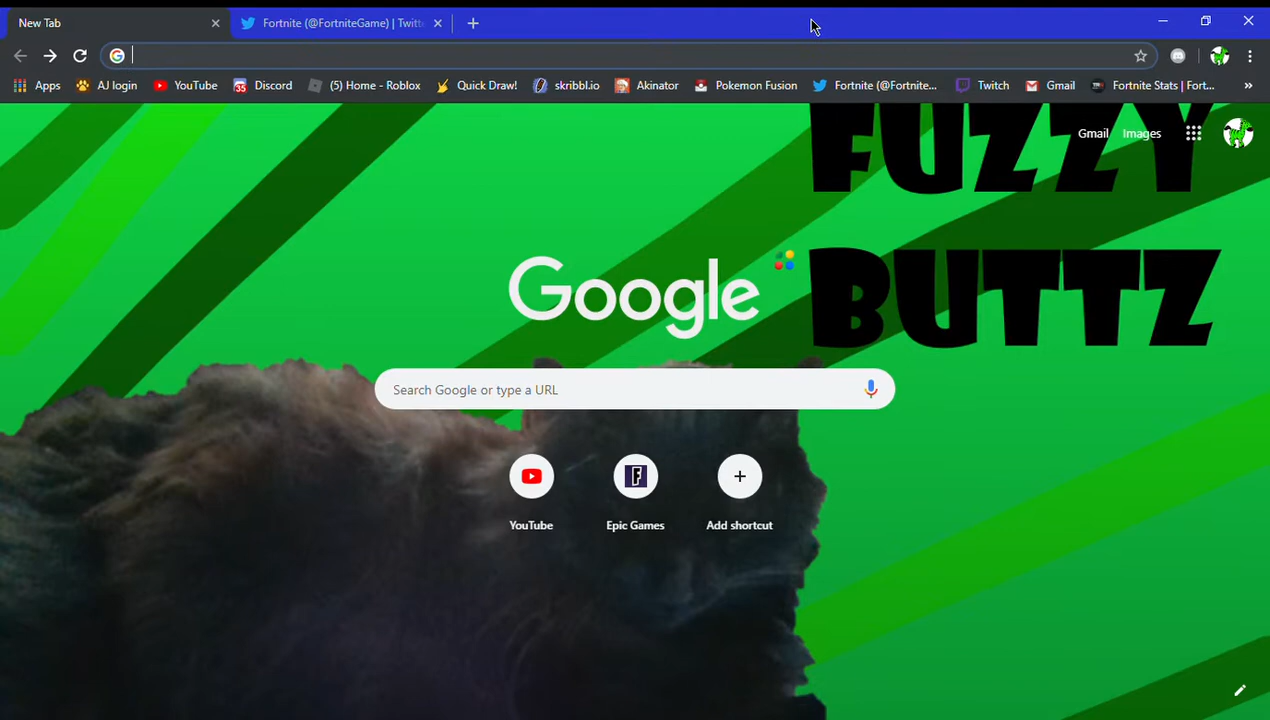 New Tab
Fortnite (@FortniteGame) | Twitte
Apps AJ login YouTube 35 Discord (5) Home - Roblox Quick Draw! skribbl.io Akinator Pokemon Fusion Fortnite (@Fortnite... Twitch Gmail Fortnite Stats | Fort... »
FUZZY
Gmail Images
Google
BUTTZ
Search Google or type a URL
YouTube Epic Games Add shortcut